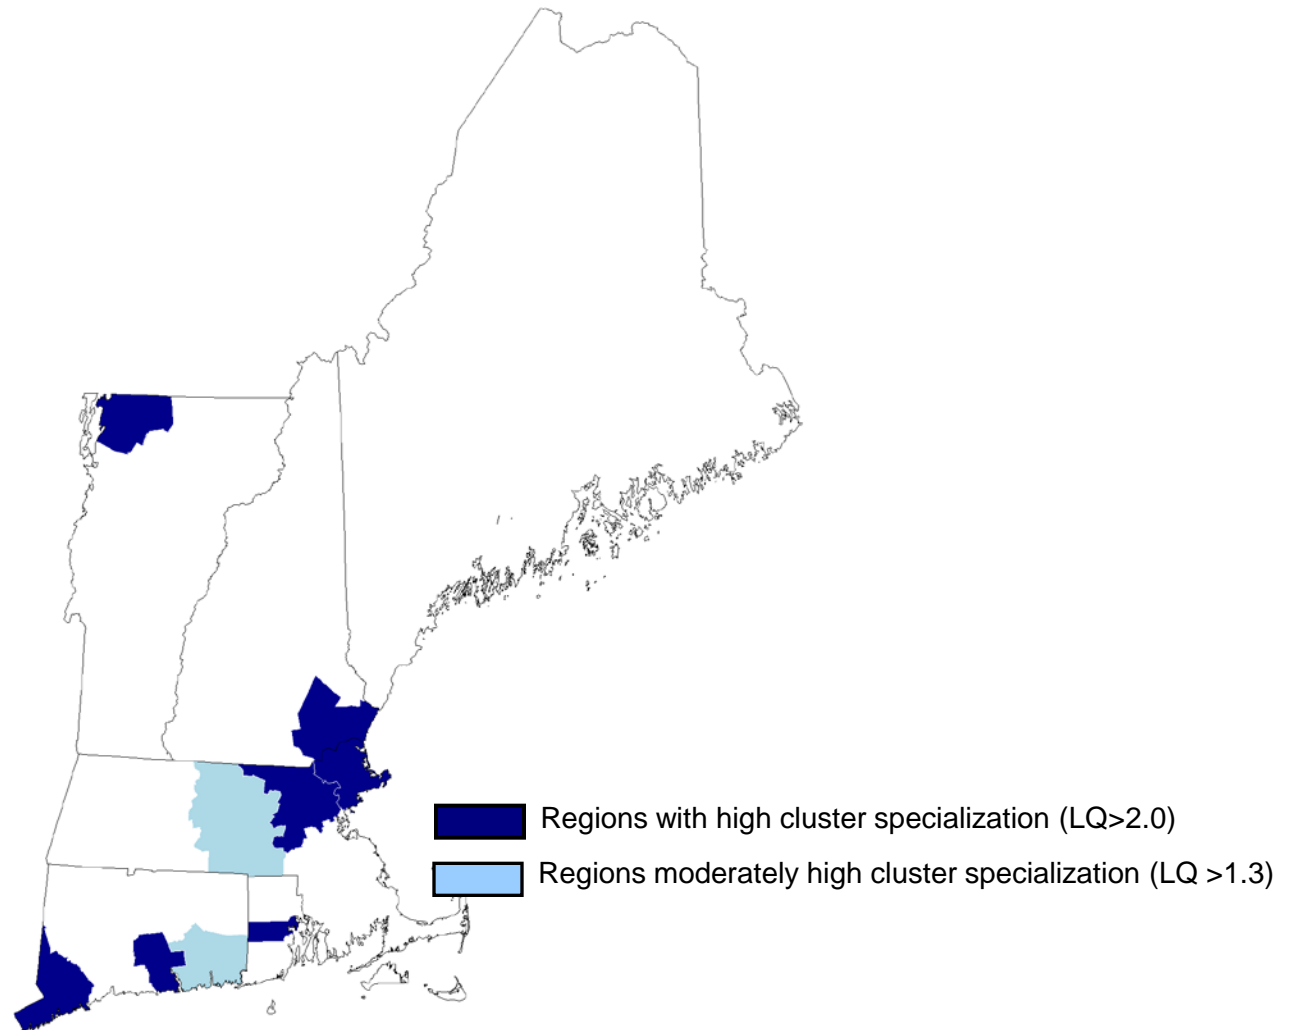 Regions with high cluster specialization (LQ>2.0)
Regions moderately high cluster specialization (LQ >1.3)